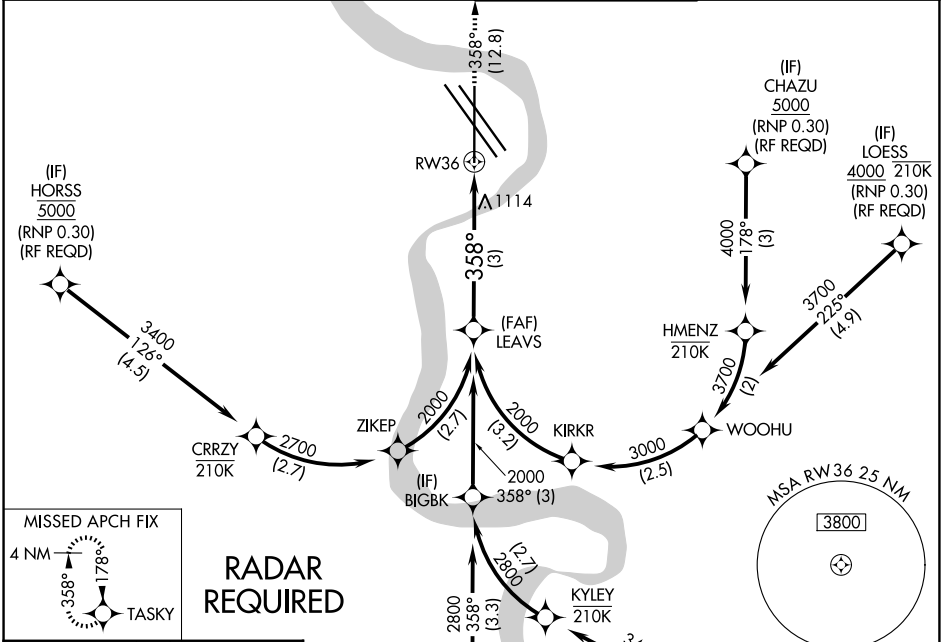 358°
(12.8)
(IF)
CHAZU
5000
(RNP 0.30)
(RF REQD)
(IF)
LOESS
4000 210K
(RNP 0.30)
(RF REQD)
RW36
1114
(IF)
HORSS
5000
(RNP 0.30)
(RF REQD)
358°
(3)
4000
178°
(3)
3400
126°
(4.5)
(FAF)
LEAVS
HMENZ
210K
3700
225°
(4.9)
3700
(2)
ZIKEP
2000
(2.7)
2000
(3.2)
KIRKR
WOOHU
CRRZY
210K
2700
(2.7)
3000
(2.5)
(IF)
BIGBK
2000
358° (3)
MSA RW 36 25 NM
3800
MISSED APCH FIX
4 NM
358°
178°
TASKY
RADAR
REQUIRED
2800
358°
(3.3)
(2.7)
2800
KYLEY
210K